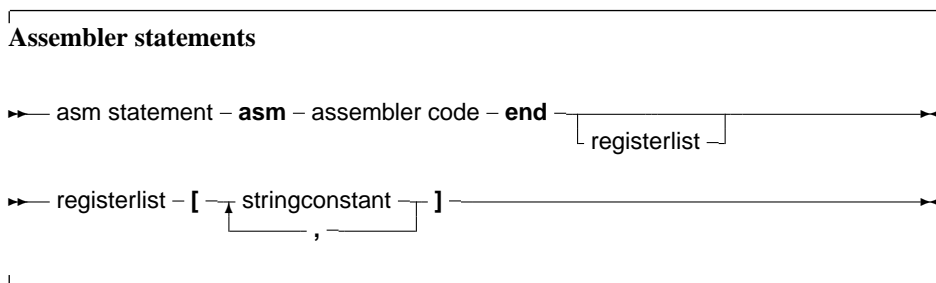 Assembler statements
asm statement asm assembler code end
registerlist
registerlist [ stringconstant ]
,